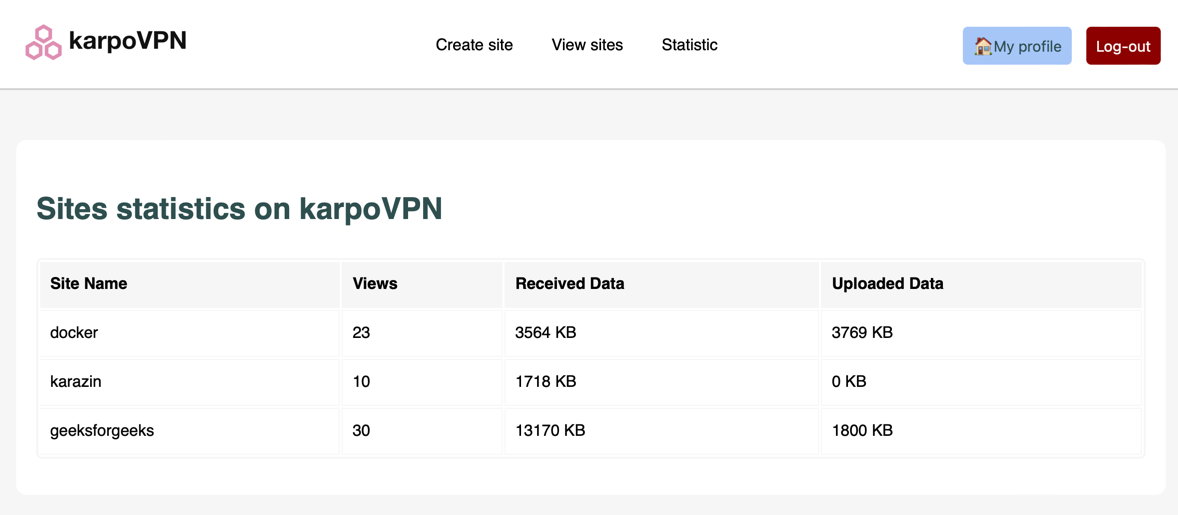 karpoVPN
Create site View sites Statistic
My profile Log-out
Sites statistics on karpoVPN
Site Name Views Received Data Uploaded Data
docker 23 3564 KB 3769 KB
karazin 10 1718 KB 0 KB
geeksforgeeks 30 13170 KB 1800 KB